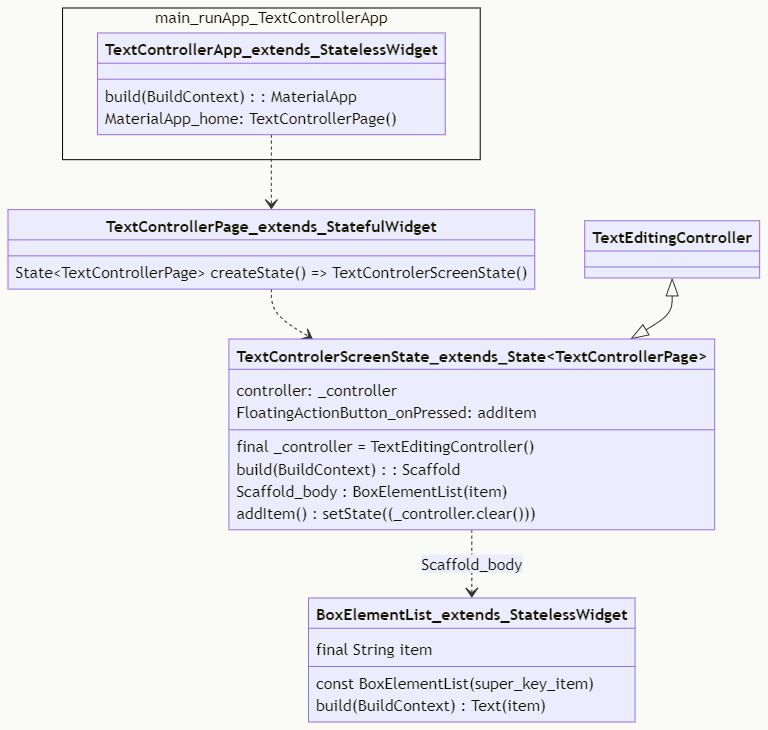 main_runApp_TextControllerApp
TextControllerApp_extends_StatelessWidget
build(BuildContext) : : MaterialApp
MaterialApp_home: TextControllerPage()
TextControllerPage_extends_StatefulWidget
State<TextControllerPage> createState() => TextControlerScreenState()
TextEditingController
TextControlerScreenState_extends_State<TextControllerPage>
controller: _controller
FloatingActionButton_onPressed: addItem
final _controller = TextEditingController()
build(BuildContext) : : Scaffold
Scaffold_body : BoxElementList(item)
addItem() : setState((_controller.clear()))
Scaffold_body
BoxElementList_extends_StatelessWidget
final String item
const BoxElementList(super_key_item)
build(BuildContext) : Text(item)